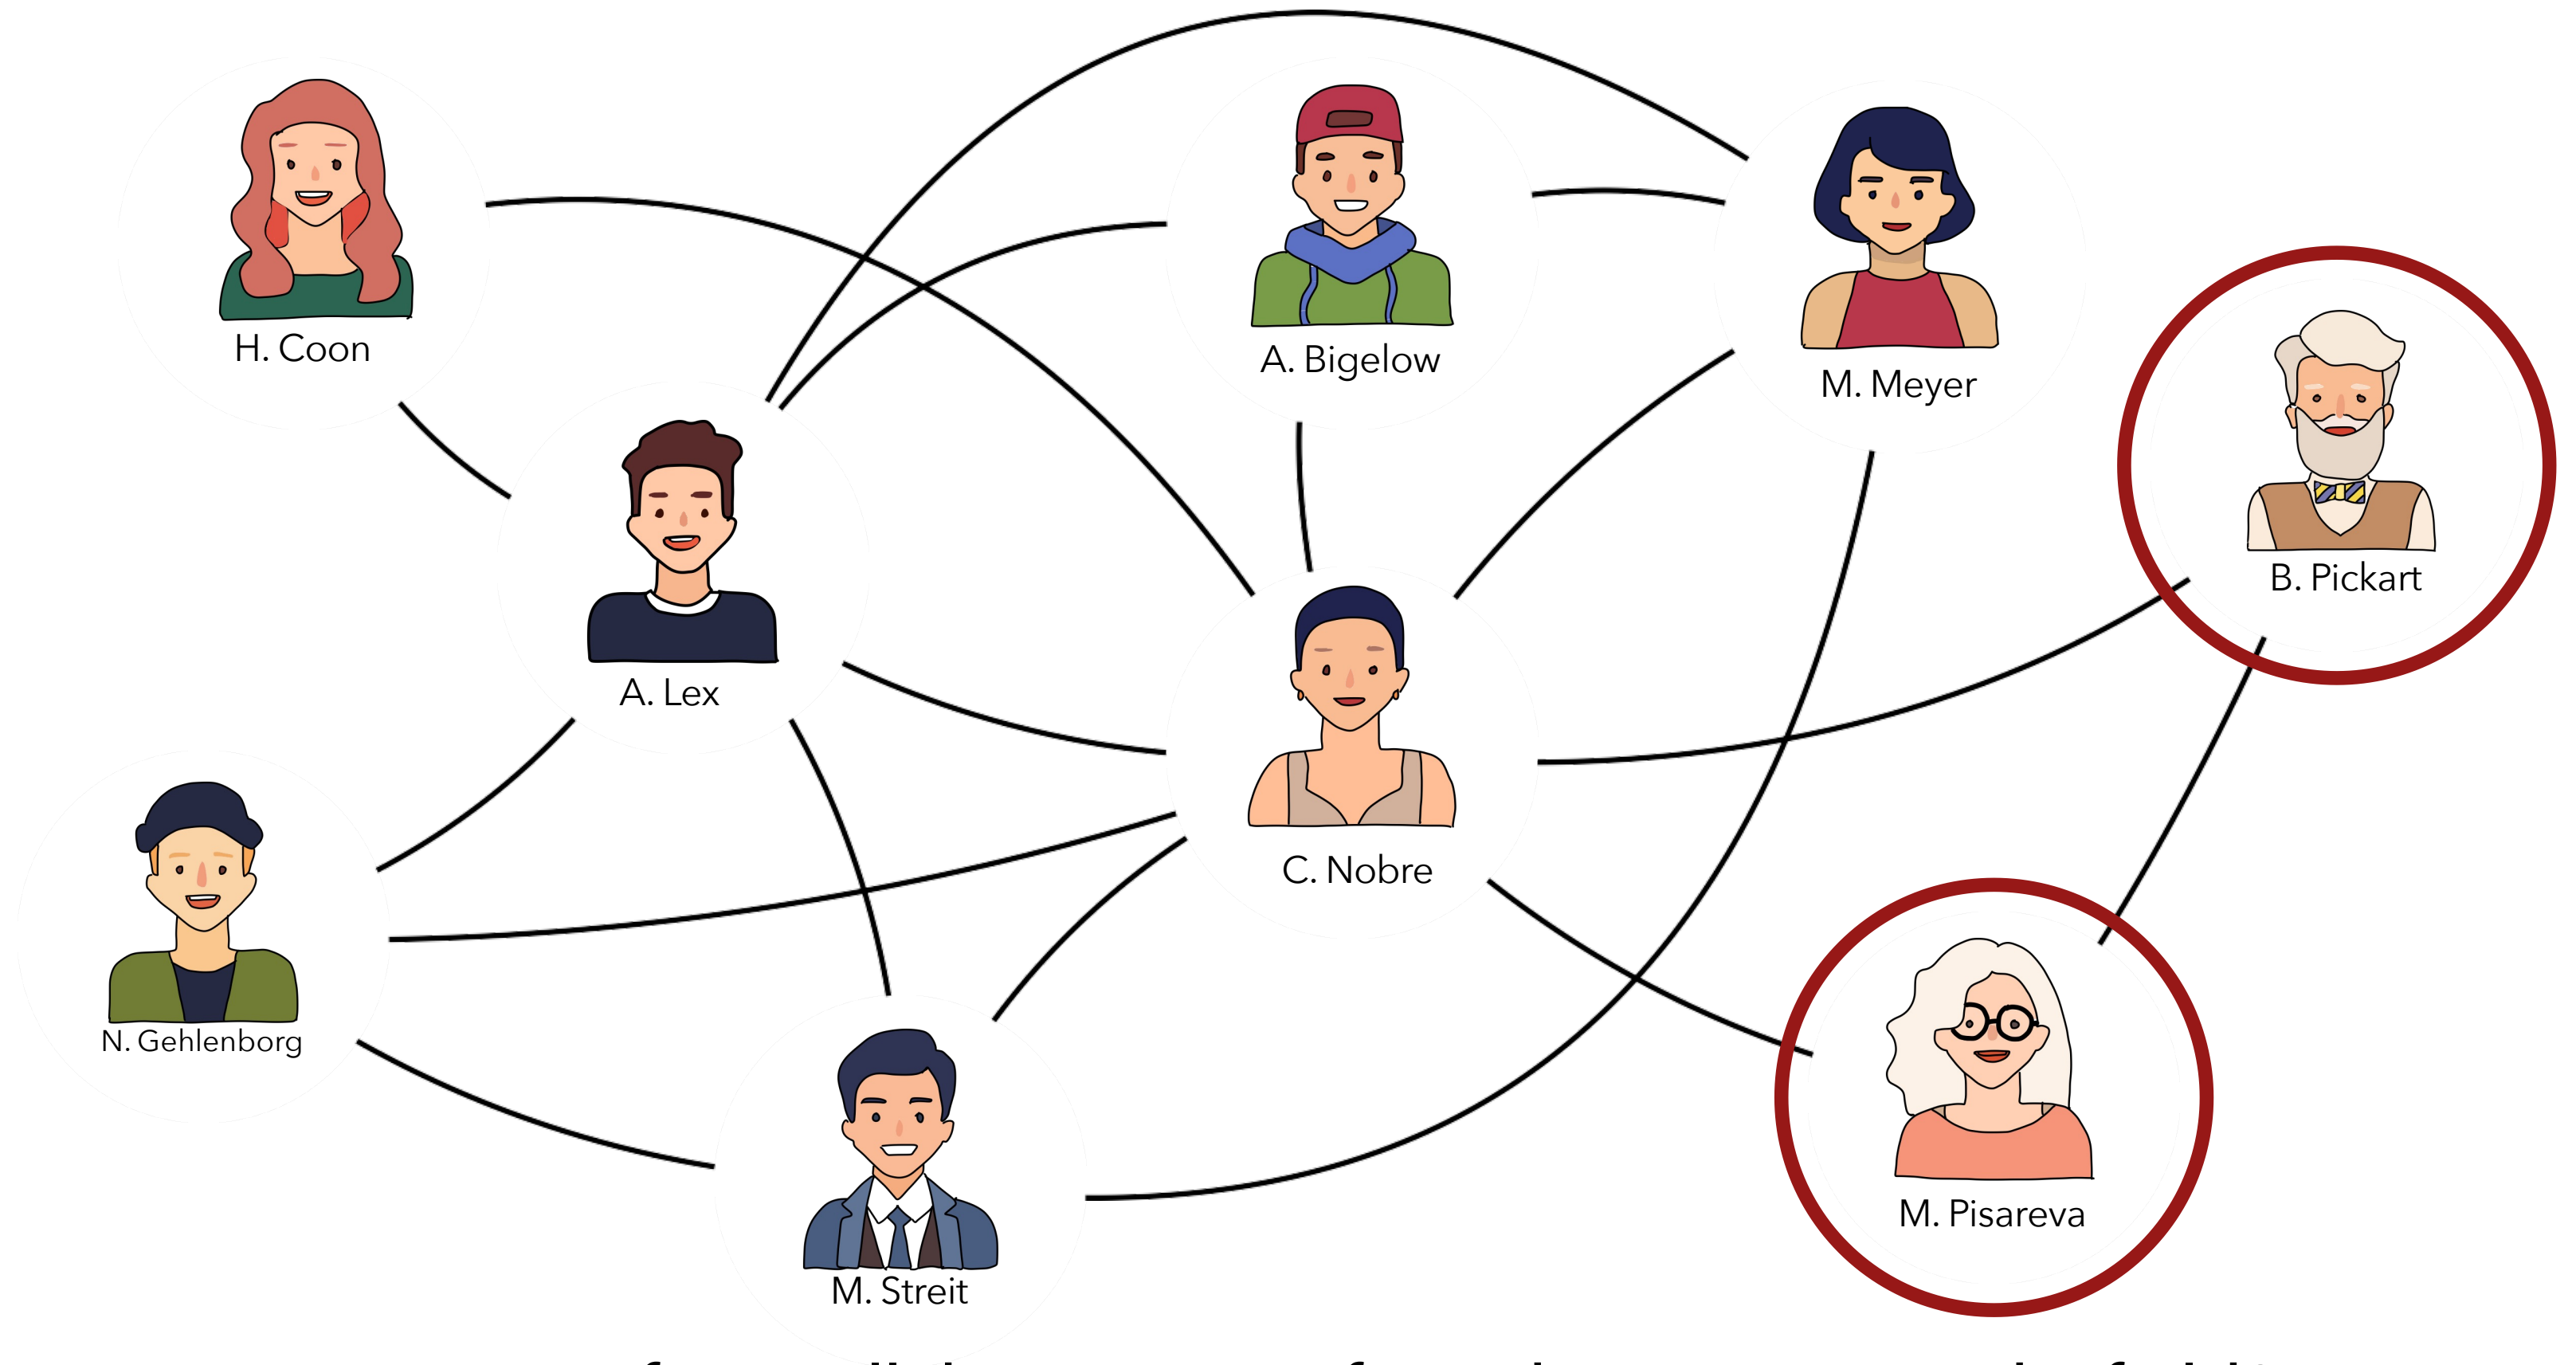 H. Coon
A. Bigelow
M. Meyer
B. Pickart
A. Lex
C. Nobre
N. Gehlenborg
M. Pisareva
M. Streit